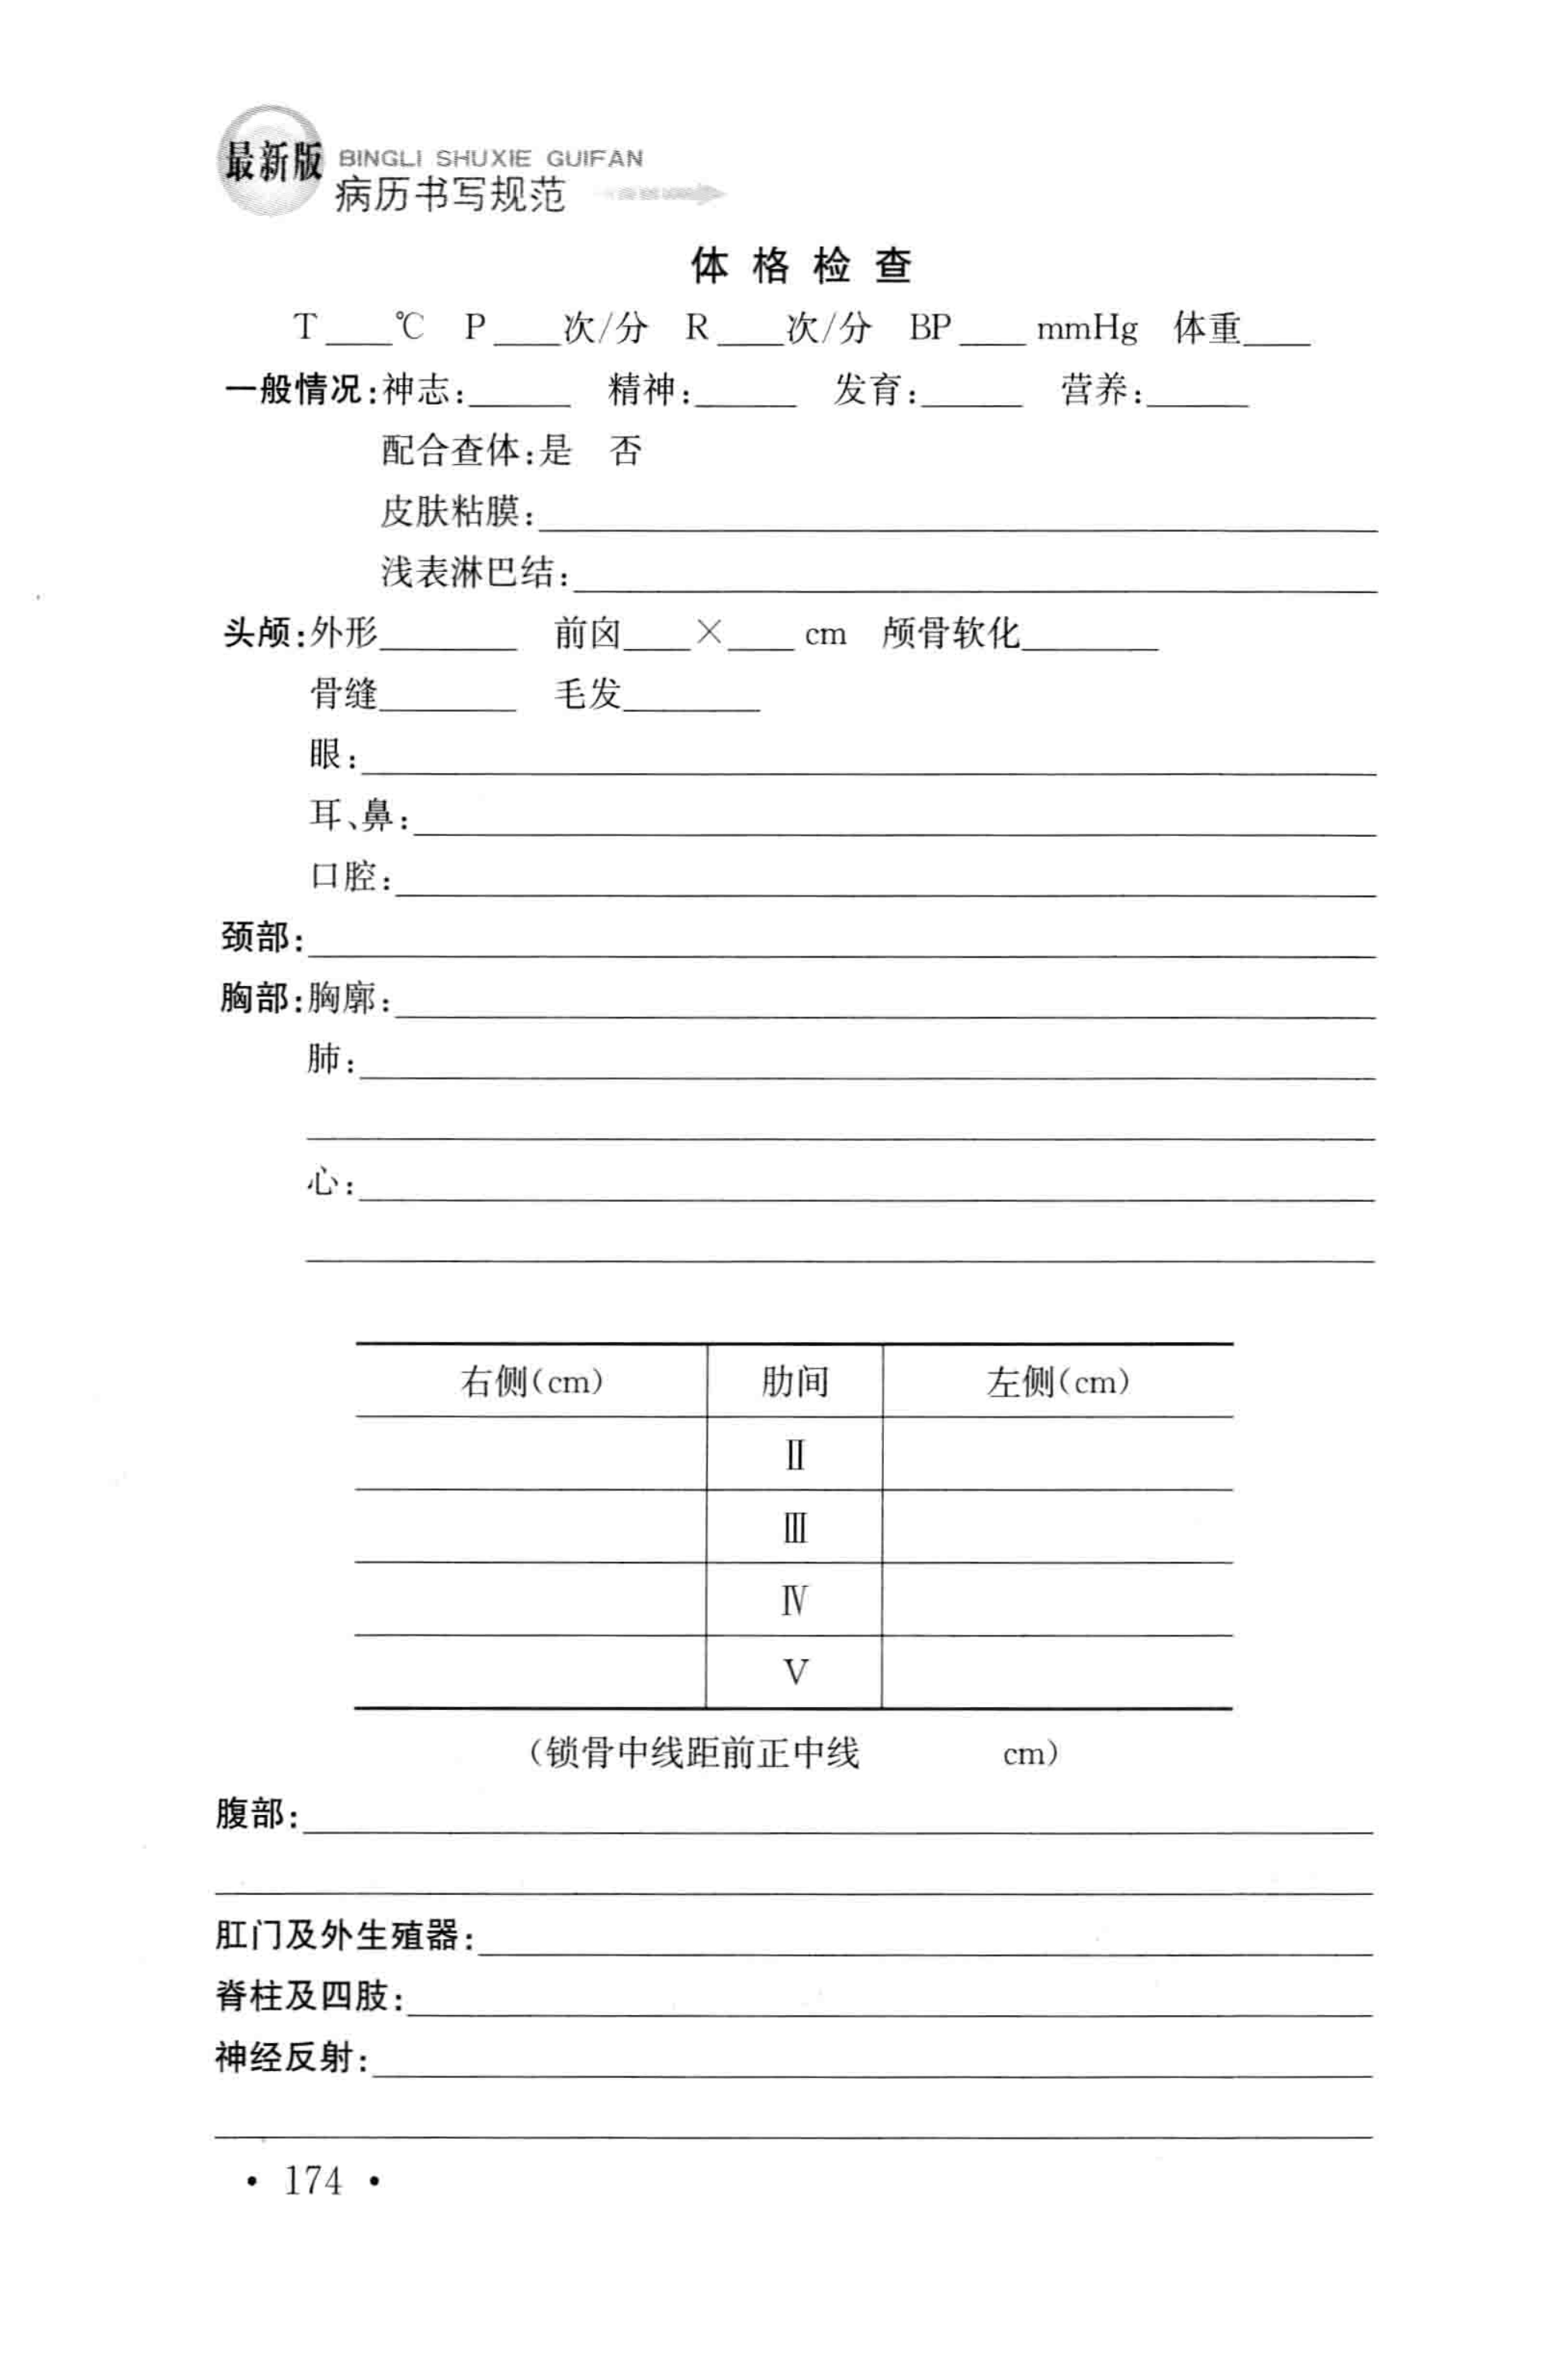 最新版
BINGLI SHUXIE GUIFAN
病历书写规范
体格检查
T____℃ P____次/分 R____次/分 BP____mmHg 体重____
一般情况:神志:______ 精神:______ 发育:______ 营养:______
配合查体:是 否
皮肤粘膜:______
浅表淋巴结:______
头颅:外形______ 前囟____×____cm 颅骨软化______
骨缝______ 毛发______
眼:______
耳、鼻:______
口腔:______
颈部:______
胸部:胸廓:______
肺:______
心:______
右侧(cm) 肋间 左侧(cm)
Ⅱ
Ⅲ
Ⅳ
Ⅴ
(锁骨中线距前正中线 cm)
腹部:______
肛门及外生殖器:______
脊柱及四肢:______
神经反射:______
· 174 ·